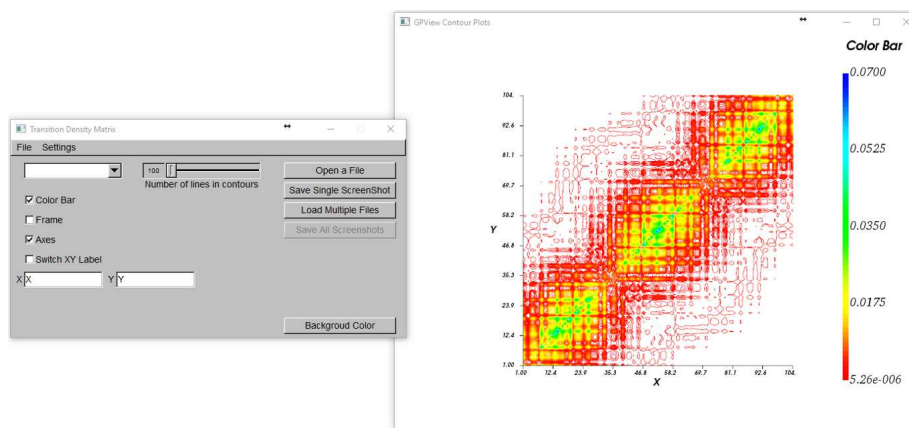 GPView Contour Plots
Color Bar
0.0700
0.0525
0.0350
0.0175
5.26e-006
104.
92.6
81.1
69.7
58.2
46.8
36.3
23.9
12.4
1.00
Y
1.00 12.4 23.9 36.3 46.8 58.2 69.7 81.1 92.6 104.
X
Transition Density Matrix
File Settings
100
Number of lines in contours
Open a File
Save Single ScreenShot
Load Multiple Files
Save All Screenshots
Color Bar
Frame
Axes
Switch XY Label
X X Y Y
Backgroud Color